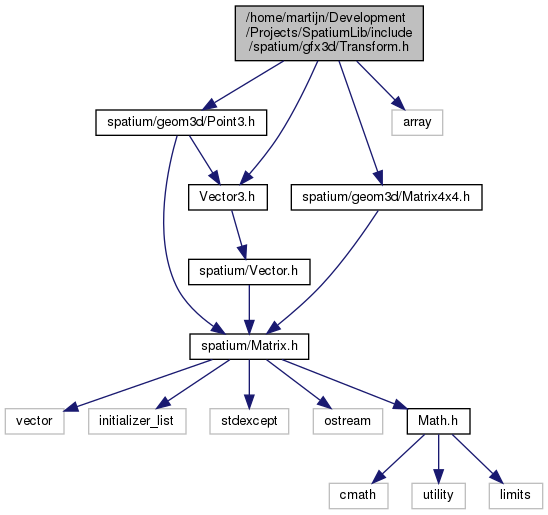 /home/martijn/Development
/Projects/SpatiumLib/include
/spatium/gfx3d/Transform.h
spatium/geom3d/Point3.h
array
Vector3.h
spatium/geom3d/Matrix4x4.h
spatium/Vector.h
spatium/Matrix.h
vector
initializer_list
stdexcept
ostream
Math.h
cmath
utility
limits